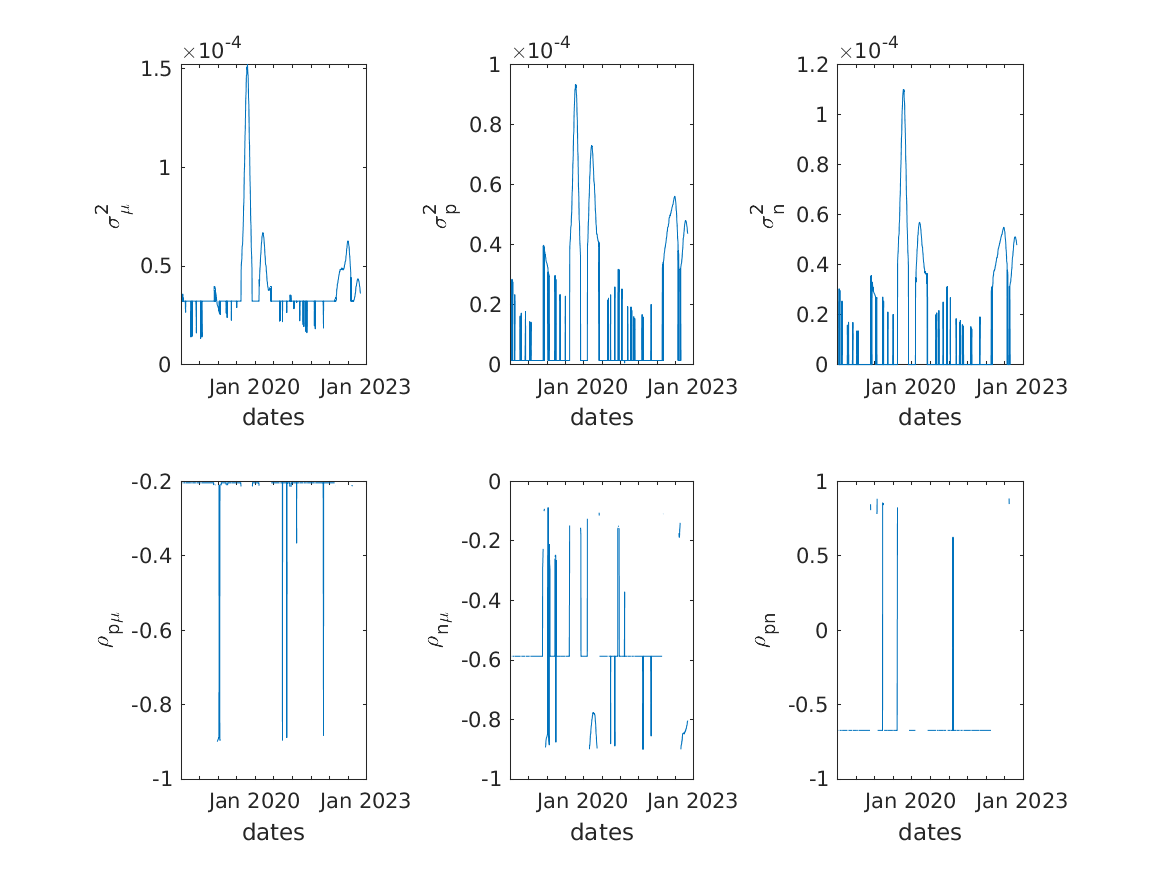 ×10-4 ×10-4 ×10-4
1.5 1 1.2
1
0.8
1 0.8
0.6
σ2μ σ2p σ2n 0.6
0.4
0.5 0.4
0.2 0.2
0 0 0
Jan 2020 Jan 2023 Jan 2020 Jan 2023 Jan 2020 Jan 2023
dates dates dates
-0.2 0 1
-0.2
-0.4 0.5
-0.4
ρpμ -0.6 ρnμ ρpn 0
-0.6
-0.8 -0.5
-0.8
-1 -1 -1
Jan 2020 Jan 2023 Jan 2020 Jan 2023 Jan 2020 Jan 2023
dates dates dates